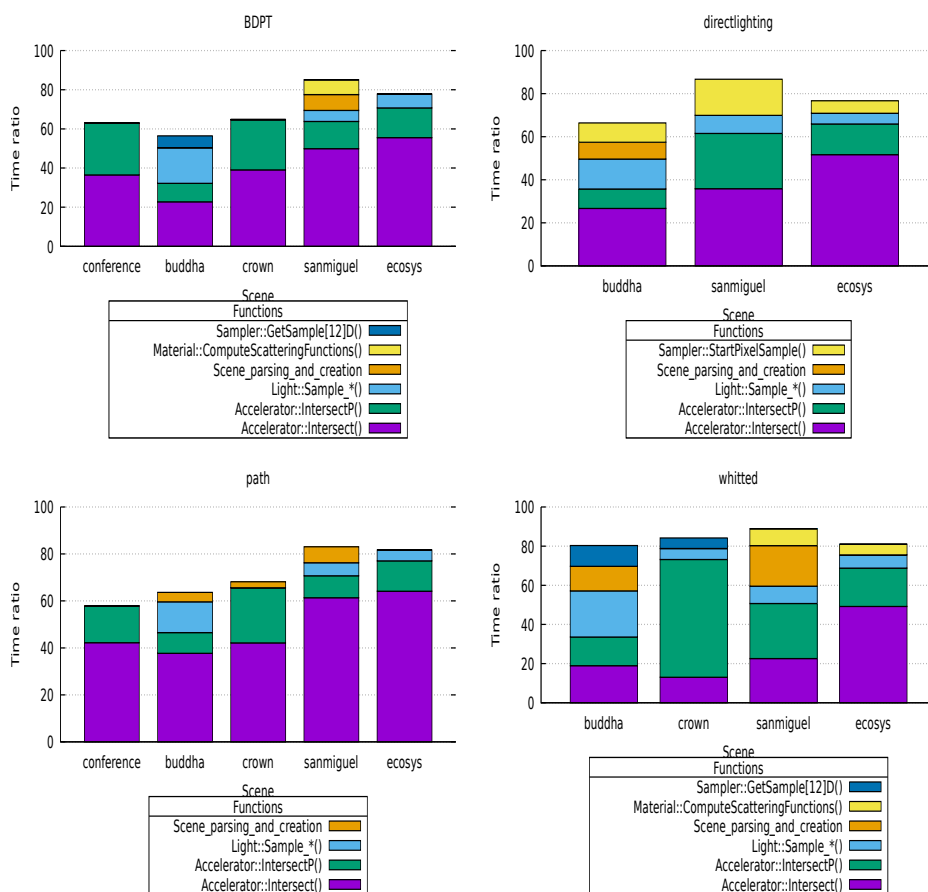 BDPT
100
80
60
40
20
0
Time ratio
conference buddha crown sanmiguel ecosys
Scene
Functions
Sampler::GetSample[12]D()
Material::ComputeScatteringFunctions()
Scene_parsing_and_creation
Light::Sample_*()
Accelerator::IntersectP()
Accelerator::Intersect()
directlighting
100
80
60
40
20
0
Time ratio
buddha sanmiguel ecosys
Scene
Functions
Sampler::StartPixelSample()
Scene_parsing_and_creation
Light::Sample_*()
Accelerator::IntersectP()
Accelerator::Intersect()
path
100
80
60
40
20
0
Time ratio
conference buddha crown sanmiguel ecosys
Scene
Functions
Scene_parsing_and_creation
Light::Sample_*()
Accelerator::IntersectP()
Accelerator::Intersect()
whitted
100
80
60
40
20
0
Time ratio
buddha crown sanmiguel ecosys
Scene
Functions
Sampler::GetSample[12]D()
Material::ComputeScatteringFunctions()
Scene_parsing_and_creation
Light::Sample_*()
Accelerator::IntersectP()
Accelerator::Intersect()